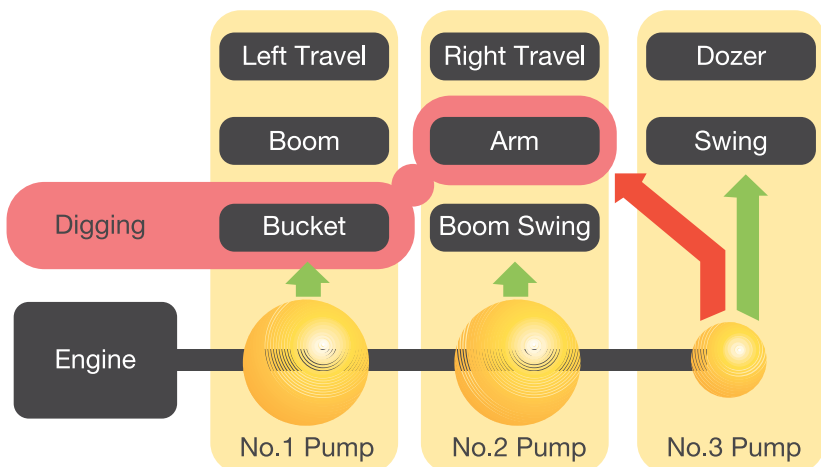 Left Travel
Right Travel
Dozer
Boom
Arm
Swing
Digging
Bucket
Boom Swing
Engine
No.1 Pump
No.2 Pump
No.3 Pump